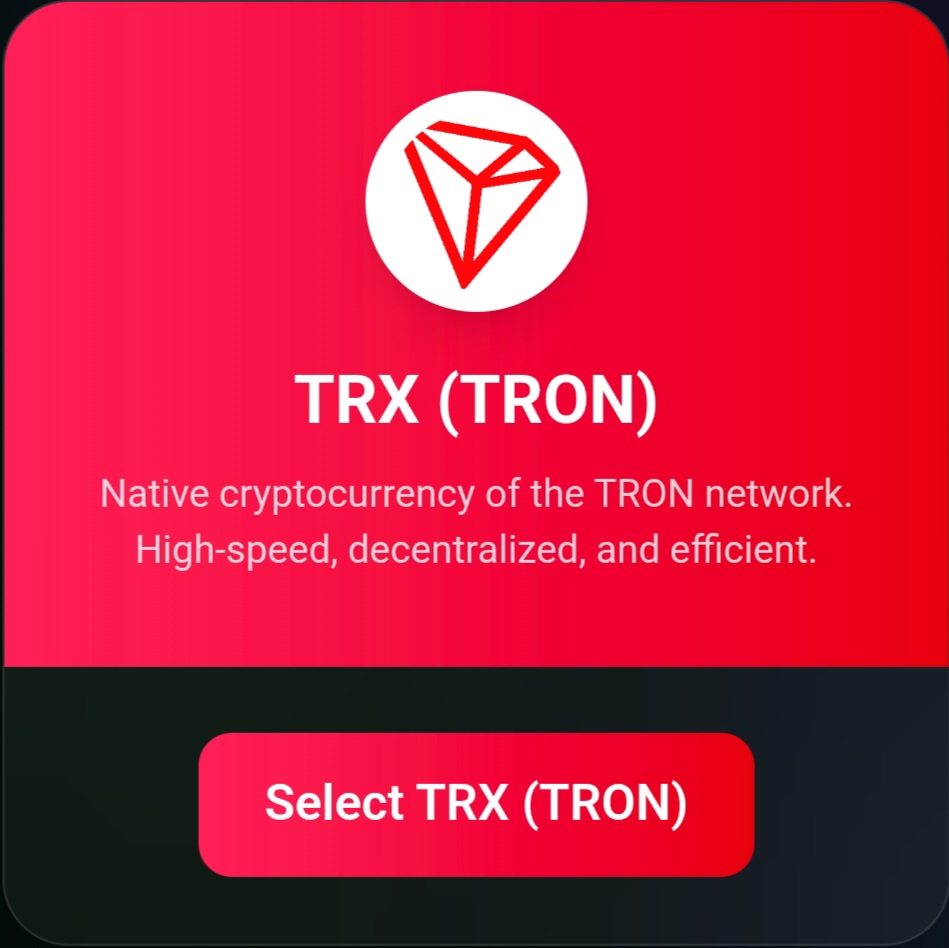 TRX (TRON)
Native cryptocurrency of the TRON network.
High-speed, decentralized, and efficient.
Select TRX (TRON)